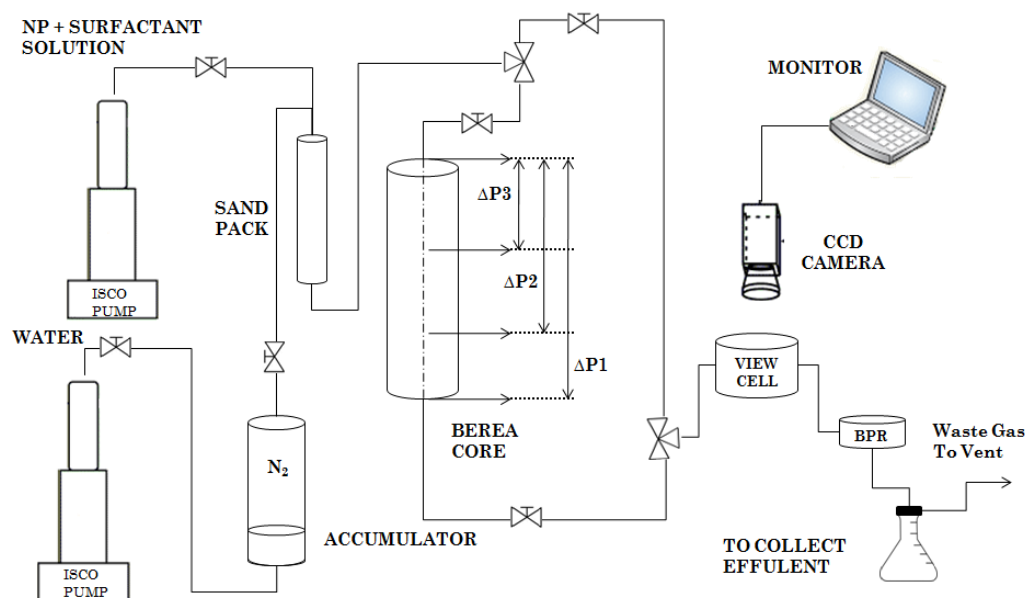 NP + SURFACTANT
SOLUTION
MONITOR
SAND
PACK
ΔP3
ΔP2
ΔP1
CCD
CAMERA
ISCO
PUMP
WATER
VIEW
CELL
BPR
Waste Gas
To Vent
BEREA
CORE
N₂
ACCUMULATOR
TO COLLECT
EFFULENT
ISCO
PUMP